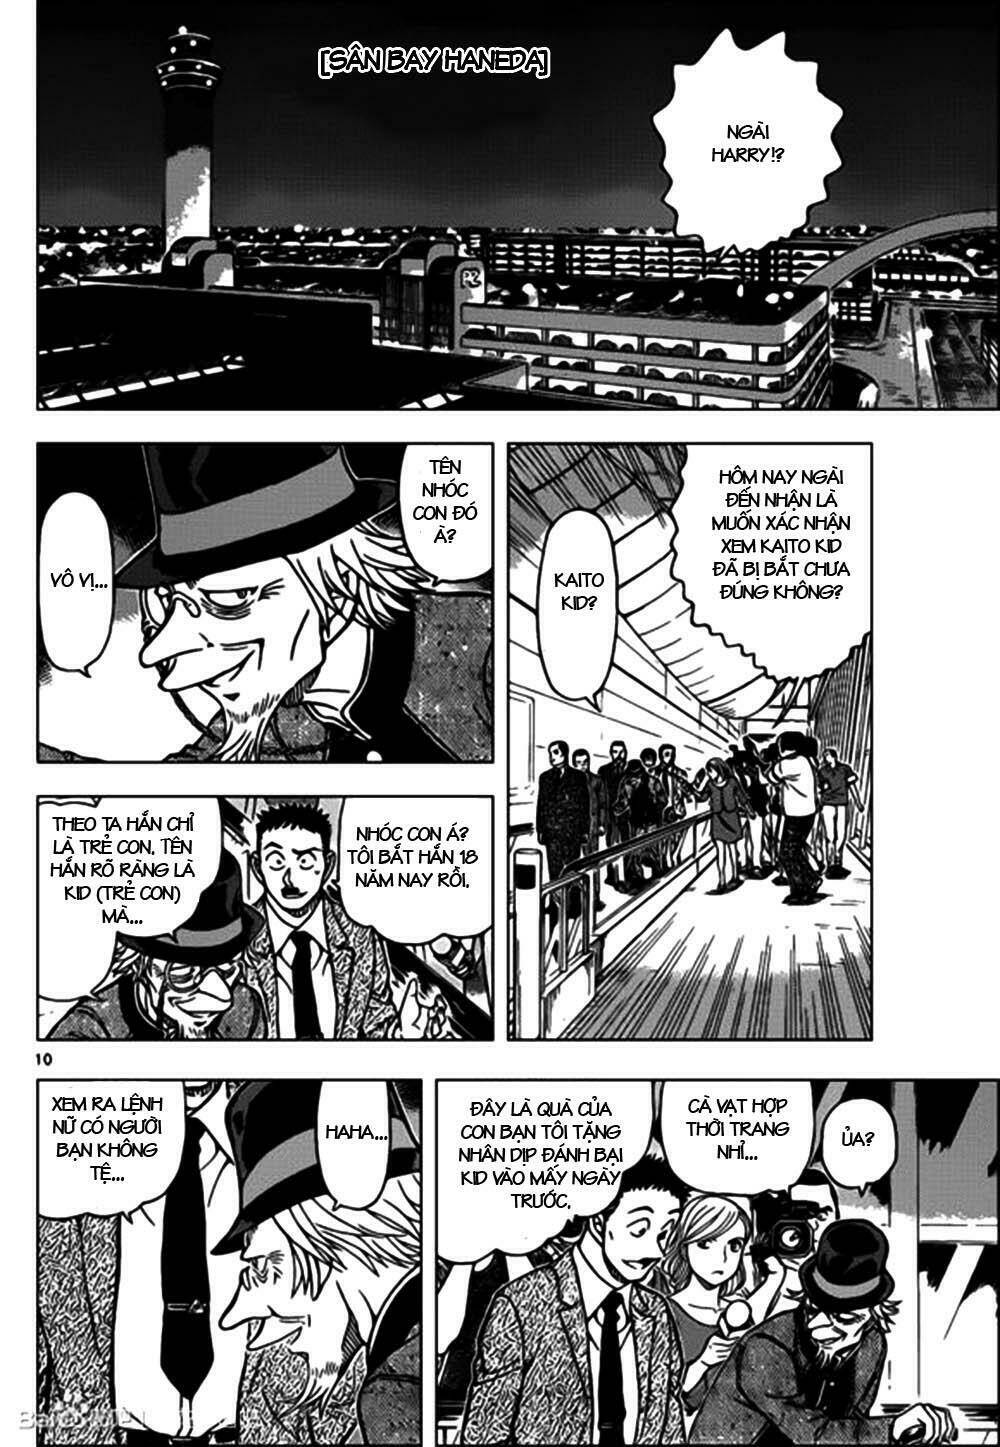 [SÂN BAY HANEDA]
NGÀI
HARRY!?
HÔM NAY NGÀI
ĐẾN NHẬN LÀ
MUỐN XÁC NHẬN
XEM KAITO KID
ĐÃ BỊ BẮT CHƯA
ĐÚNG KHÔNG?
KAITO
KID?
TÊN
NHÓC
CON ĐÓ
À?
VÔ VỊ...
NHÓC CON Á?
TÔI BẮT HẮN 18
NĂM NAY RỒI.
THEO TA HẮN CHỈ
LÀ TRẺ CON. TÊN
HẮN RÕ RÀNG LÀ
KID (TRẺ CON)
MÀ...
10
ỦA?
CÀ VẠT HỢP
THỜI TRANG
NHỈ...
ĐÂY LÀ QUÀ CỦA
CON BẠN TÔI TẶNG
NHÂN DỊP ĐÁNH BẠI
KID VÀO MẤY NGÀY
TRƯỚC.
HAHA...
XEM RA LỆNH
NỮ CÓ NGƯỜI
BẠN KHÔNG
TỆ...